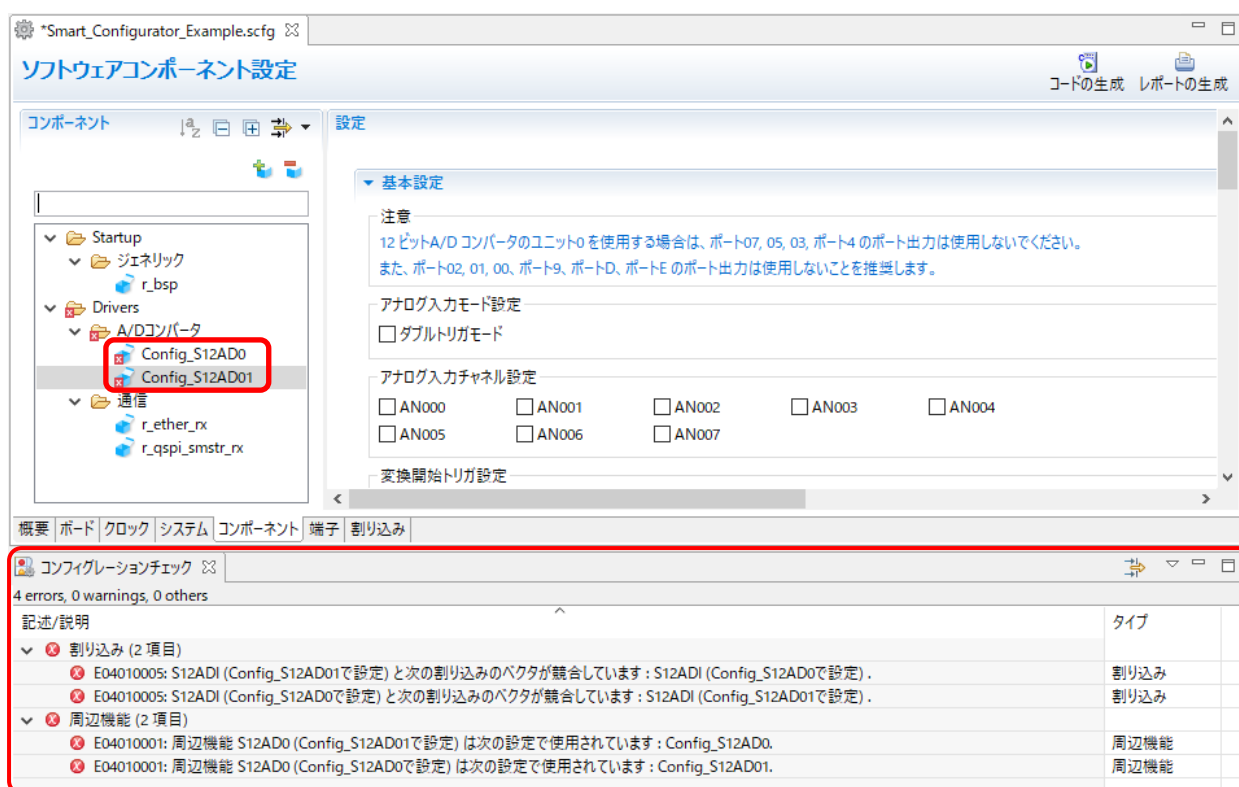 *Smart_Configurator_Example.scfg
ソフトウェアコンポーネント設定
コードの生成 レポートの生成
コンポーネント
設定
基本設定
注意
12 ビットA/D コンバータのユニット0 を使用する場合は、ポート07, 05, 03, ポート4 のポート出力は使用しないでください。
また、ポート02, 01, 00、ポート9、ポートD、ポートE のポート出力は使用しないことを推奨します。
Startup
ジェネリック
r_bsp
Drivers
A/Dコンバータ
Config_S12AD0
Config_S12AD01
通信
r_ether_rx
r_qspi_smstr_rx
アナログ入力モード設定
ダブルトリガモード
アナログ入力チャネル設定
AN000 AN001 AN002 AN003 AN004
AN005 AN006 AN007
変換開始トリガ設定
概要 ボード クロック システム コンポーネント 端子 割り込み
コンフィグレーションチェック
4 errors, 0 warnings, 0 others
記述/説明 タイプ
割り込み (2 項目)
E04010005: S12ADI (Config_S12AD01で設定) と次の割り込みのベクタが競合しています : S12ADI (Config_S12AD0で設定) . 割り込み
E04010005: S12ADI (Config_S12AD0で設定) と次の割り込みのベクタが競合しています : S12ADI (Config_S12AD01で設定) . 割り込み
周辺機能 (2 項目)
E04010001: 周辺機能 S12AD0 (Config_S12AD01で設定) は次の設定で使用されています : Config_S12AD0. 周辺機能
E04010001: 周辺機能 S12AD0 (Config_S12AD0で設定) は次の設定で使用されています : Config_S12AD01. 周辺機能